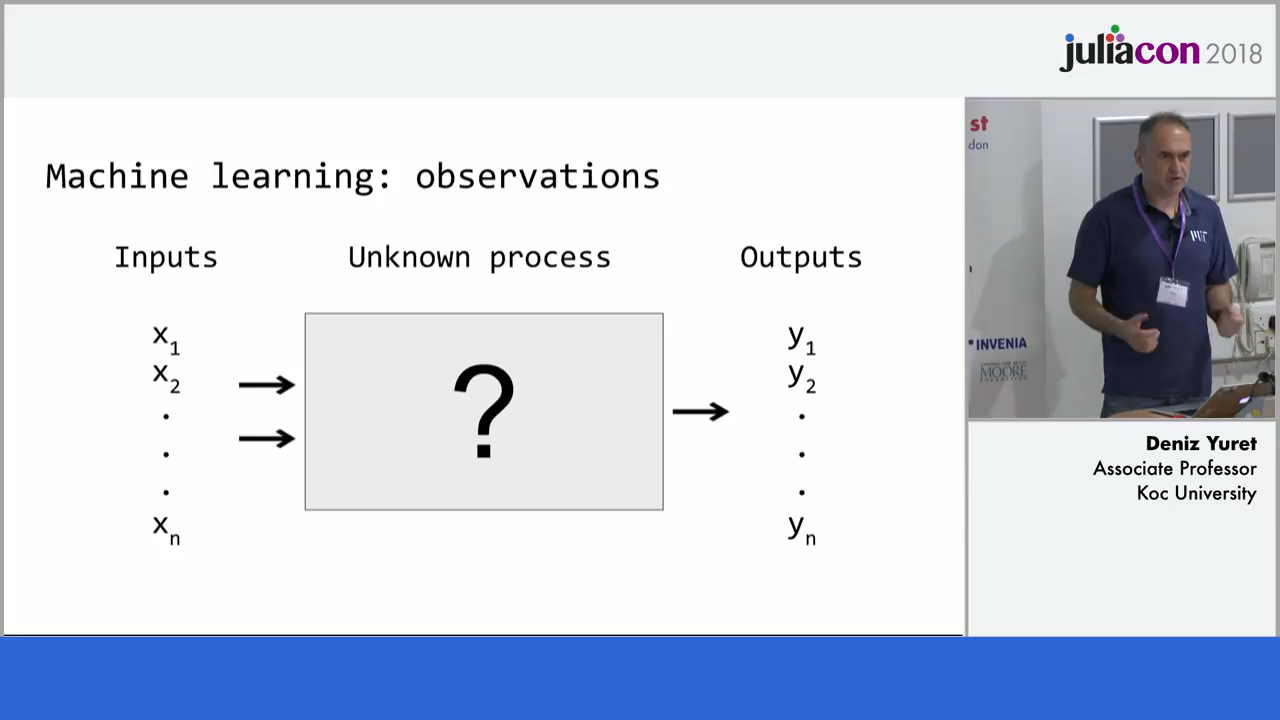 juliacon 2018
Machine learning: observations
Inputs Unknown process Outputs
x1 y1
x2 y2
. .
. ?
. .
. .
xn yn
st
don
INVENIA
MOORE
MIT
Deniz Yuret
Associate Professor
Koc University